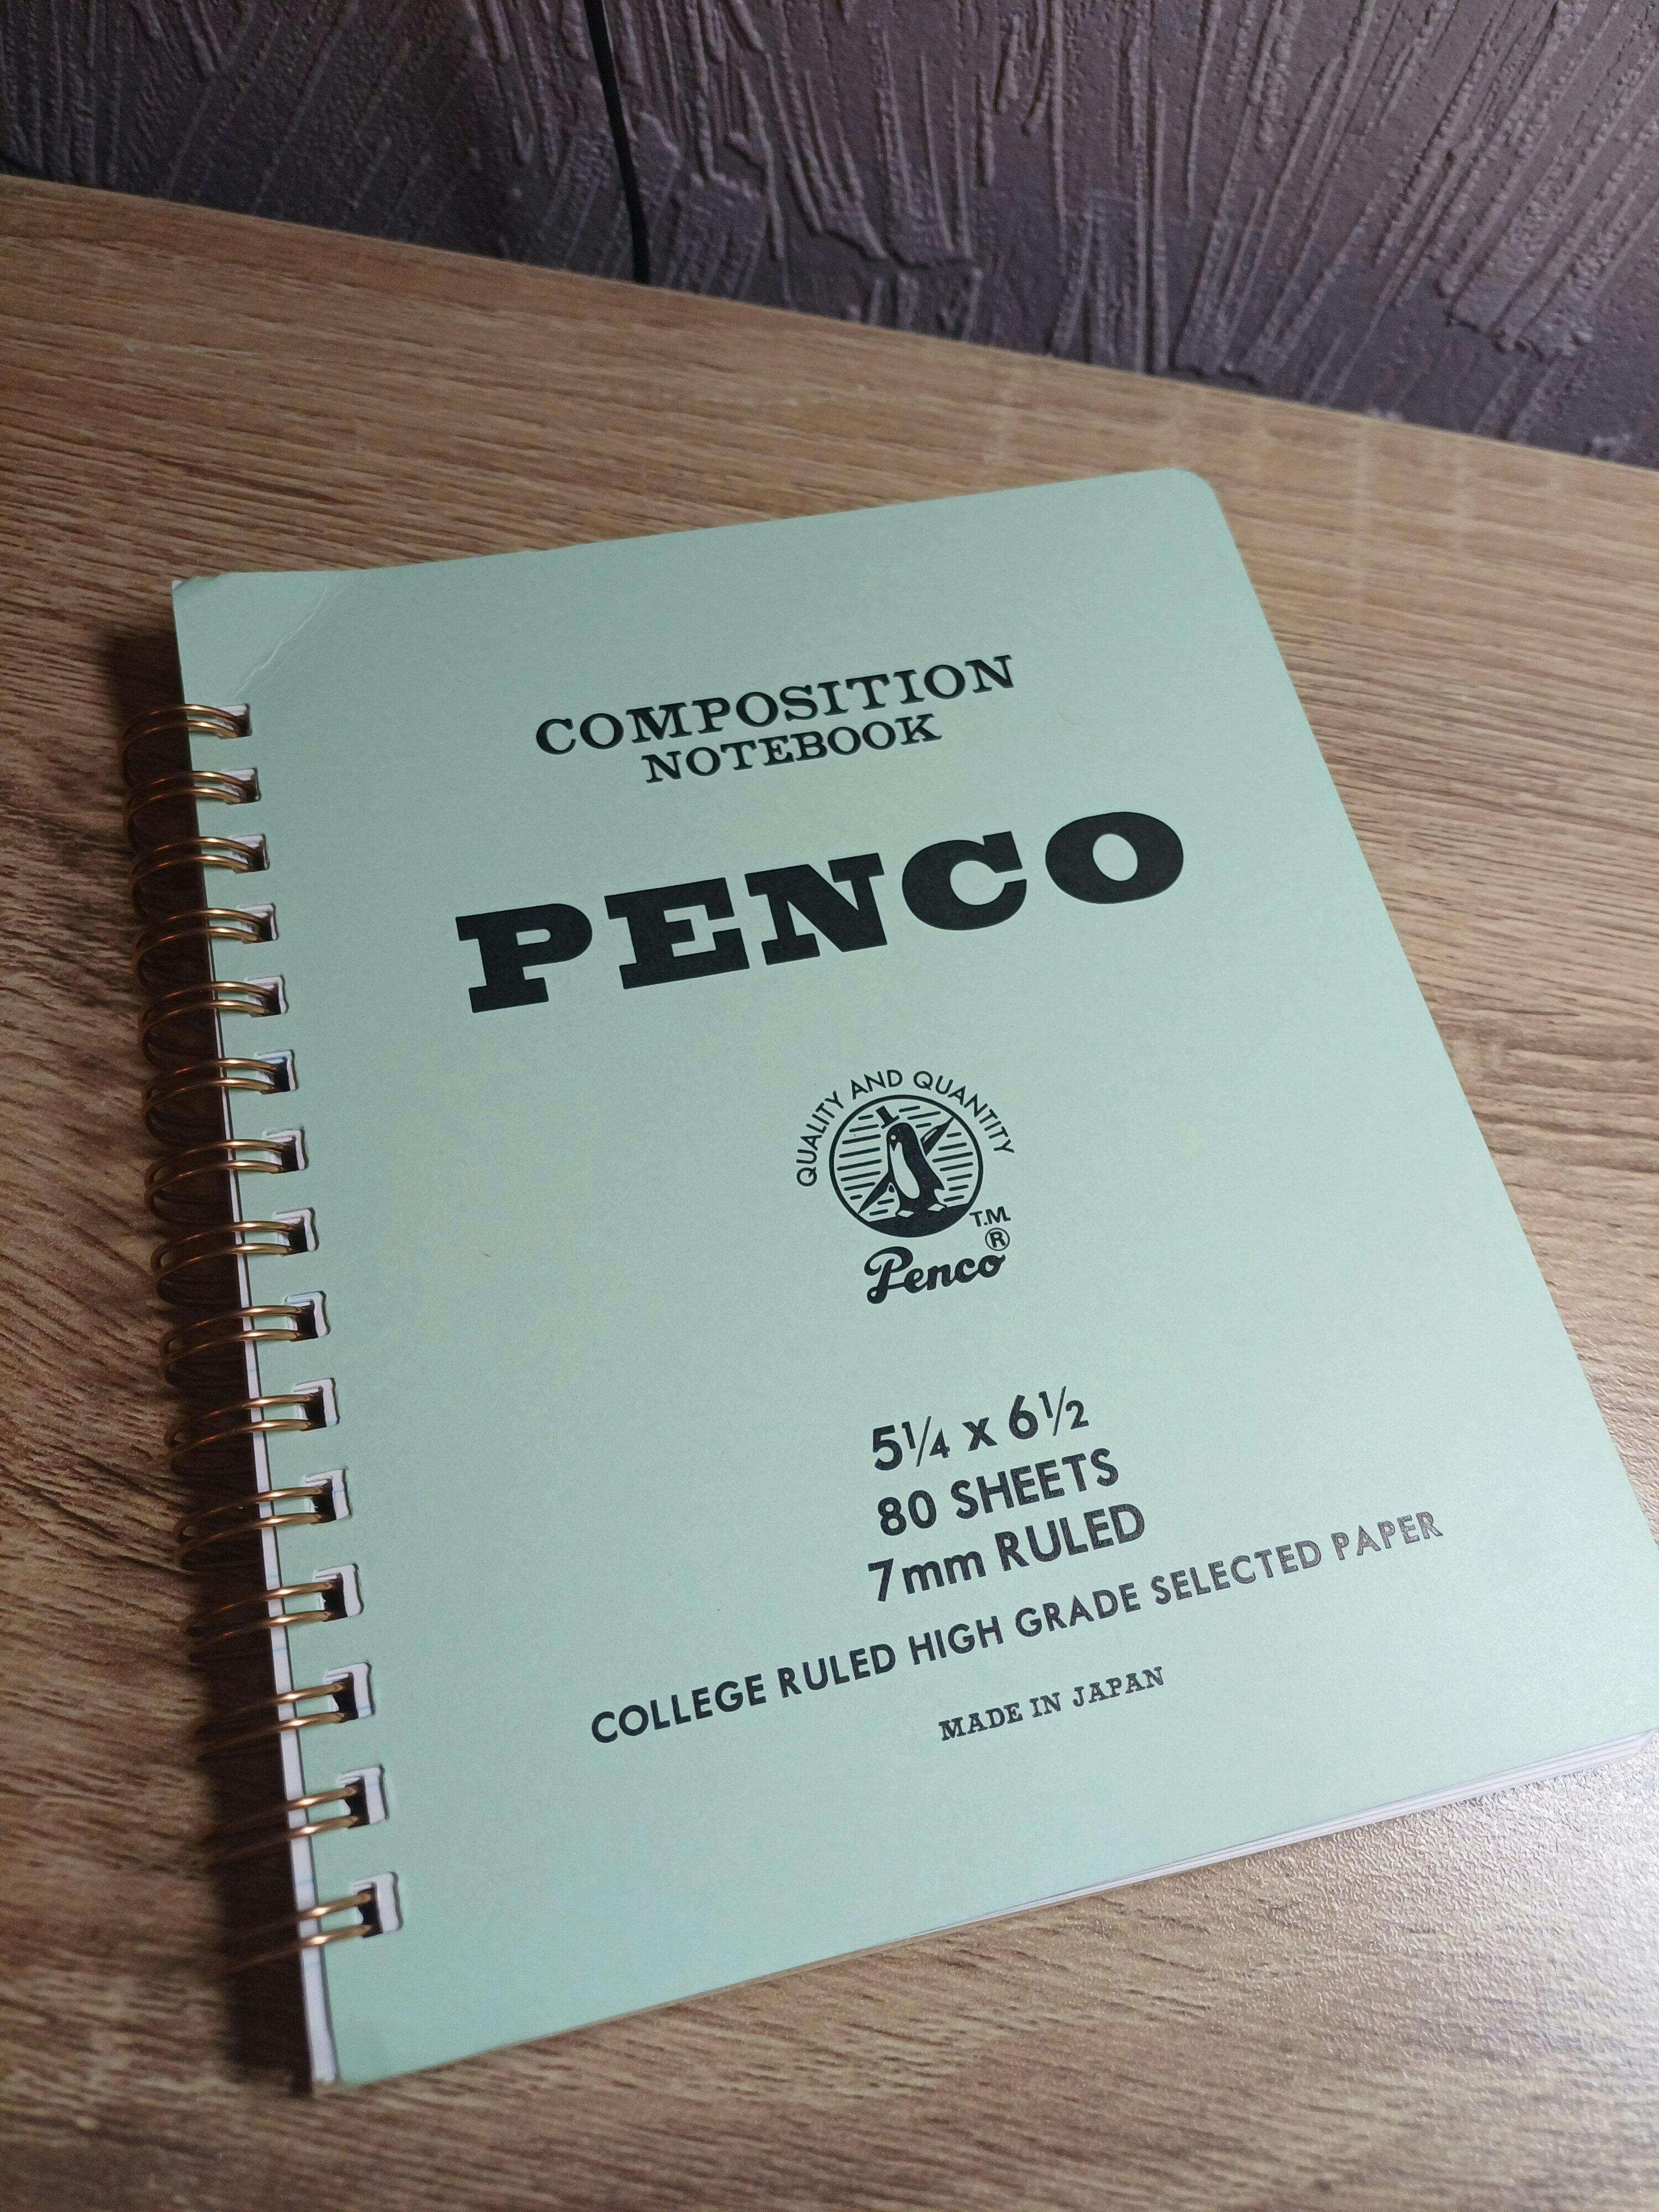 COMPOSITION
NOTEBOOK
PENCO
QUALITY AND QUANTITY
T.M.
®
Penco
5¼ x 6½
80 SHEETS
7mm RULED
COLLEGE RULED HIGH GRADE SELECTED PAPER
MADE IN JAPAN